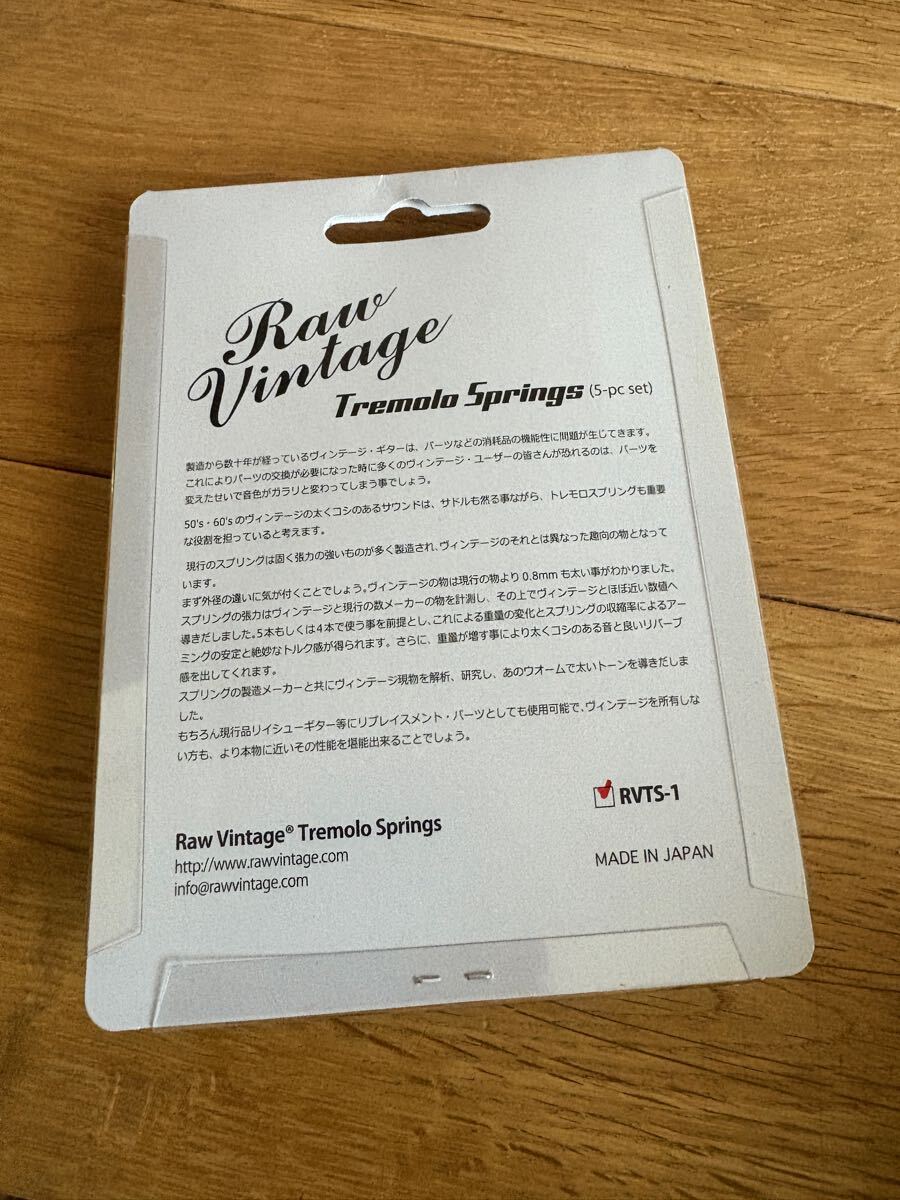 Raw
Vintage
Tremolo Springs (5-pc set)
製造から数十年が経っているヴィンテージ・ギターは、パーツなどの消耗品の機能性に問題が生じてきます。
これによりパーツの交換が必要になった時に多くのヴィンテージ・ユーザーの皆さんが恐れるのは、パーツを
変えたせいで音色がガラリと変わってしまう事でしょう。
50's・60's のヴィンテージの太くコシのあるサウンドは、サドルも然る事ながら、トレモロスプリングも重要
な役割を担っていると考えます。
現行のスプリングは固く張力の強いものが多く製造され、ヴィンテージのそれとは異なった趣向の物となって
います。
まず外径の違いに気が付くことでしょう。ヴィンテージの物は現行の物より 0.8mm も太い事がわかりました。
スプリングの張力はヴィンテージと現行の数メーカーの物を計測し、その上でヴィンテージとほぼ近い数値へ
導きだしました。5本もしくは4本で使う事を前提とし、これによる重量の変化とスプリングの収縮率によるアー
ミングの安定と絶妙なトルク感が得られます。さらに、重量が増す事により太くコシのある音と良いリバーブ
感を出してくれます。
スプリングの製造メーカーと共にヴィンテージ現物を解析、研究し、あのウオームで太いトーンを導きだしま
した。
もちろん現行品リイシューギター等にリプレイスメント・パーツとしても使用可能で、ヴィンテージを所有しな
い方も、より本物に近いその性能を堪能出来ることでしょう。
RVTS-1
Raw Vintage® Tremolo Springs
http://www.rawvintage.com
info@rawvintage.com
MADE IN JAPAN